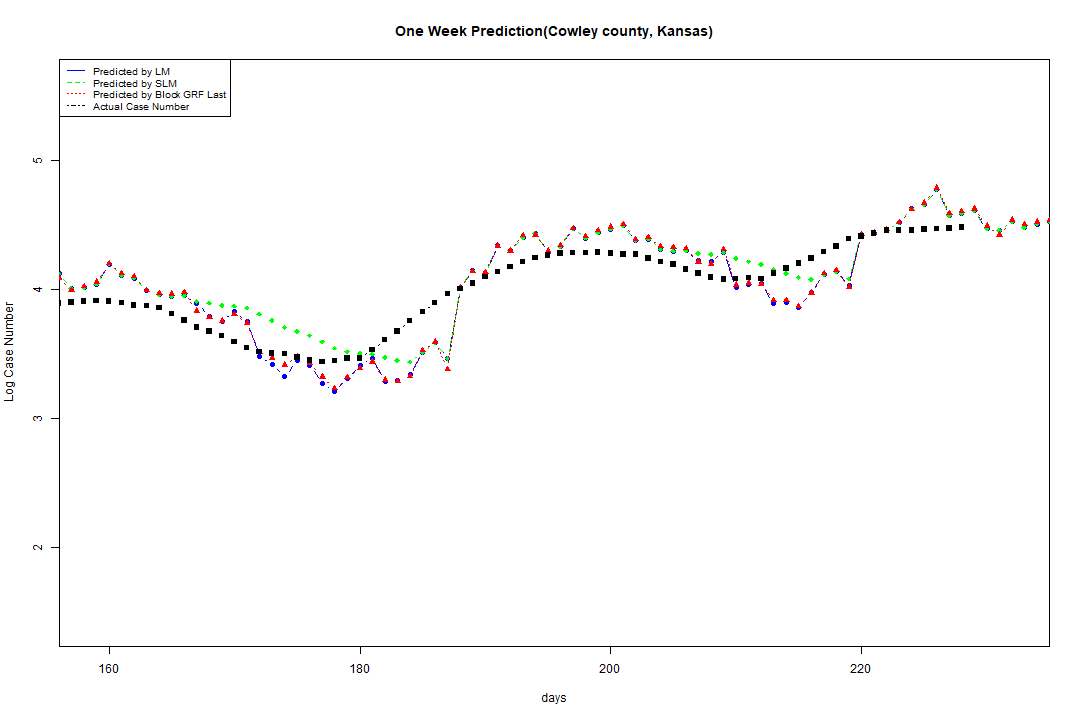 One Week Prediction(Cowley county, Kansas)
Predicted by LM
Predicted by SLM
Predicted by Block GRF Last
Actual Case Number
5
4
3
2
Log Case Number
160 180 200 220
days